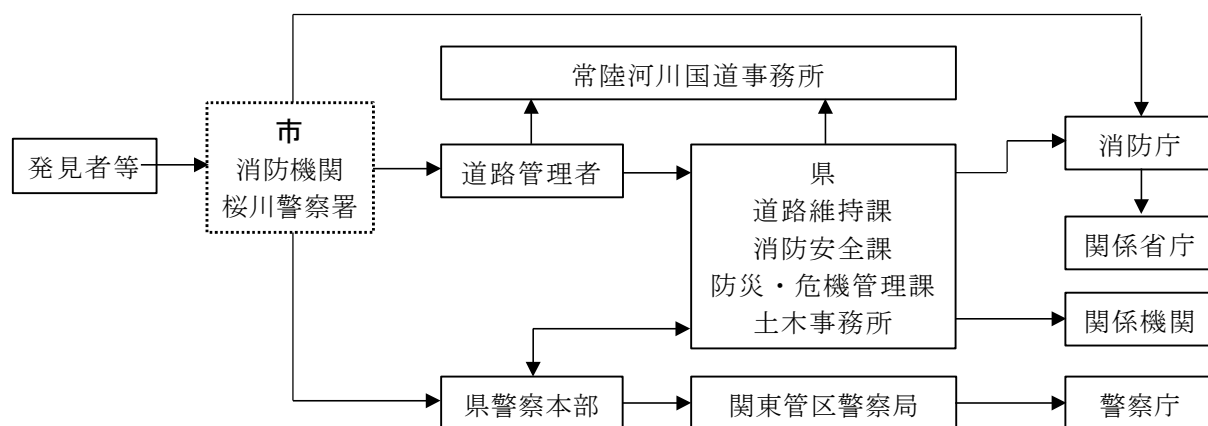 常陸河川国道事務所
発見者等
市
消防機関
桜川警察署
道路管理者
県
道路維持課
消防安全課
防災・危機管理課
土木事務所
消防庁
関係省庁
関係機関
県警察本部
関東管区警察局
警察庁